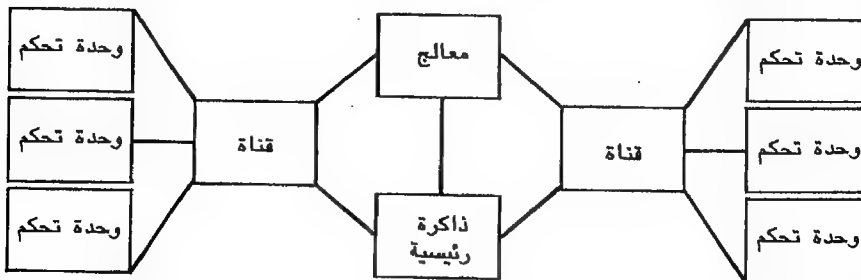 وحدة تحكم
معالج
وحدة تحكم
وحدة تحكم
قناة
قناة
وحدة تحكم
وحدة تحكم
ذاكرة
رئيسية
وحدة تحكم